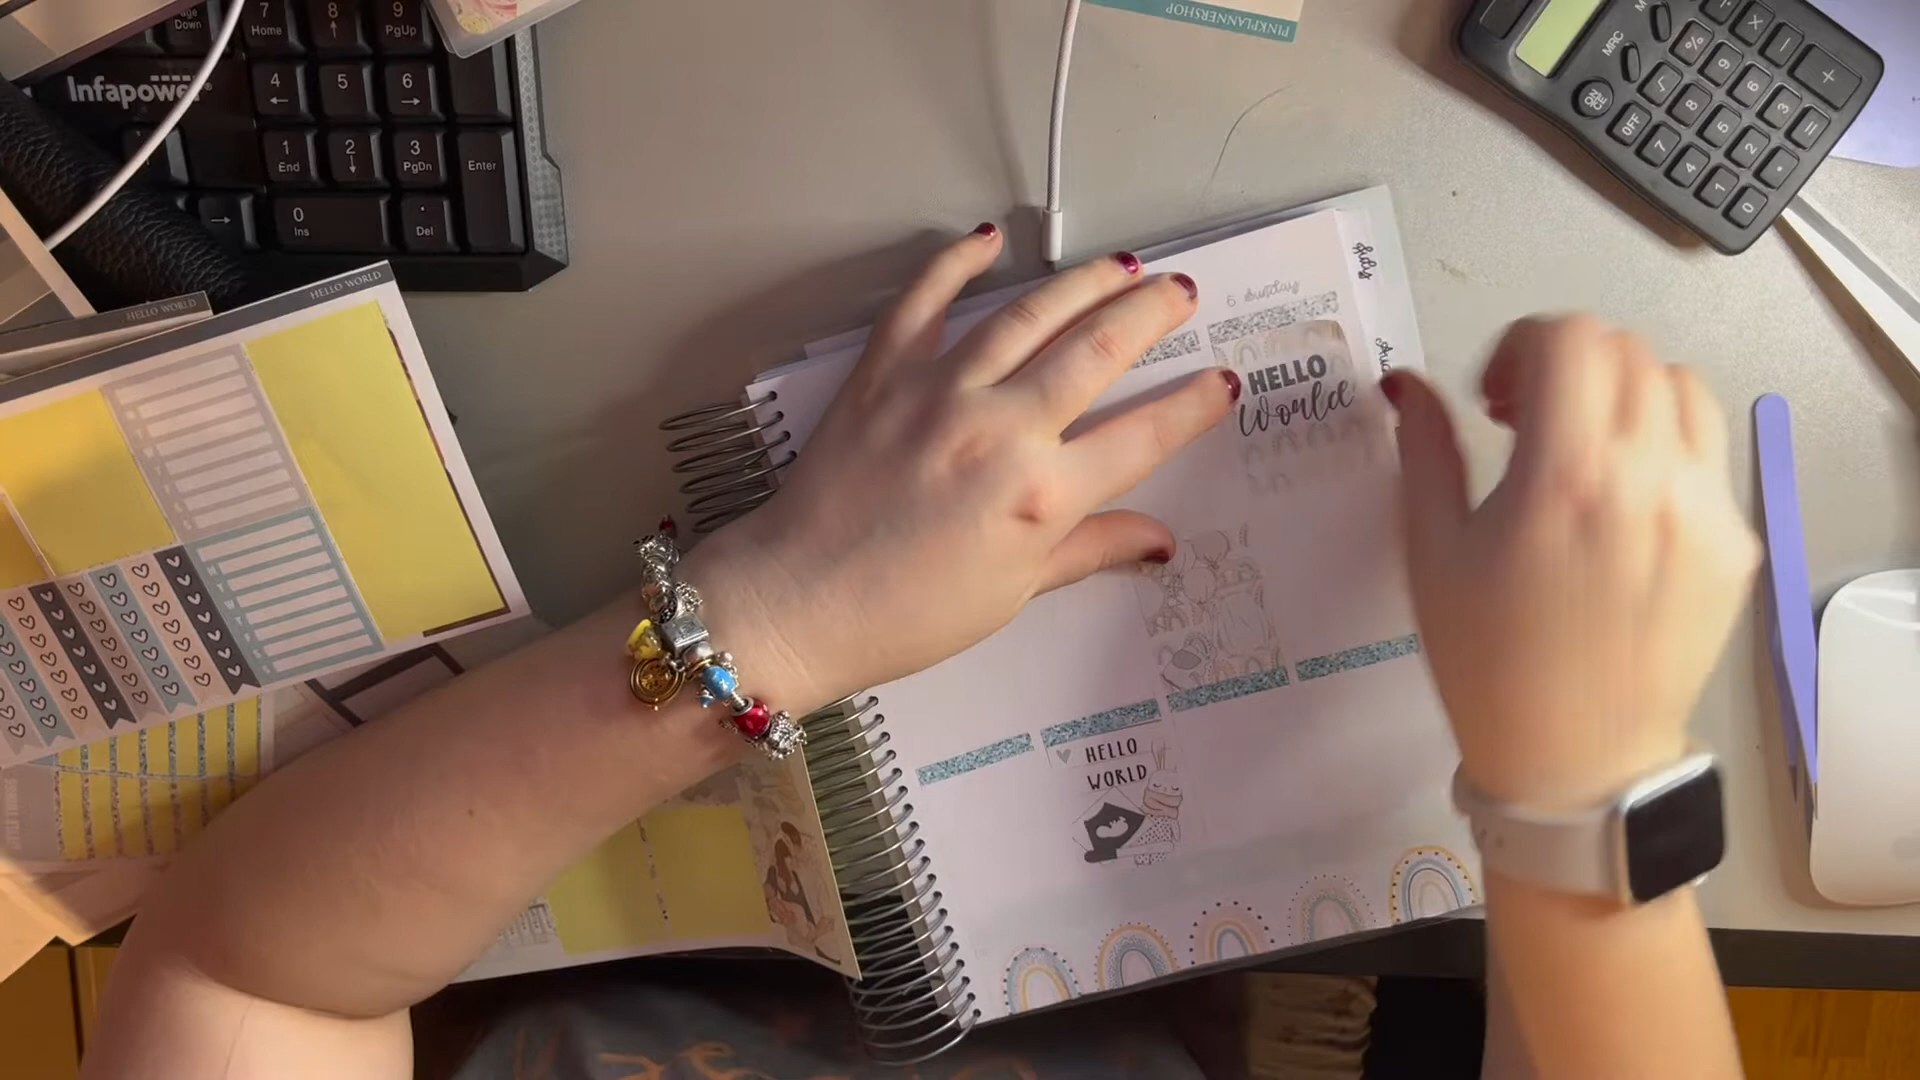 Page
Down
7
Home
8
9
PgUp
Infapower
4
5
6
1
End
2
3
PgDn
Enter
0
Ins
.
Del
PINKPLANNERSHOP
MRC
%
√
ON
CE
OFF
+
9
6
3
=
8
5
2
7
4
1
0
HELLO WORLD
HELLO WORLD
July
HELLO
World
HELLO
WORLD